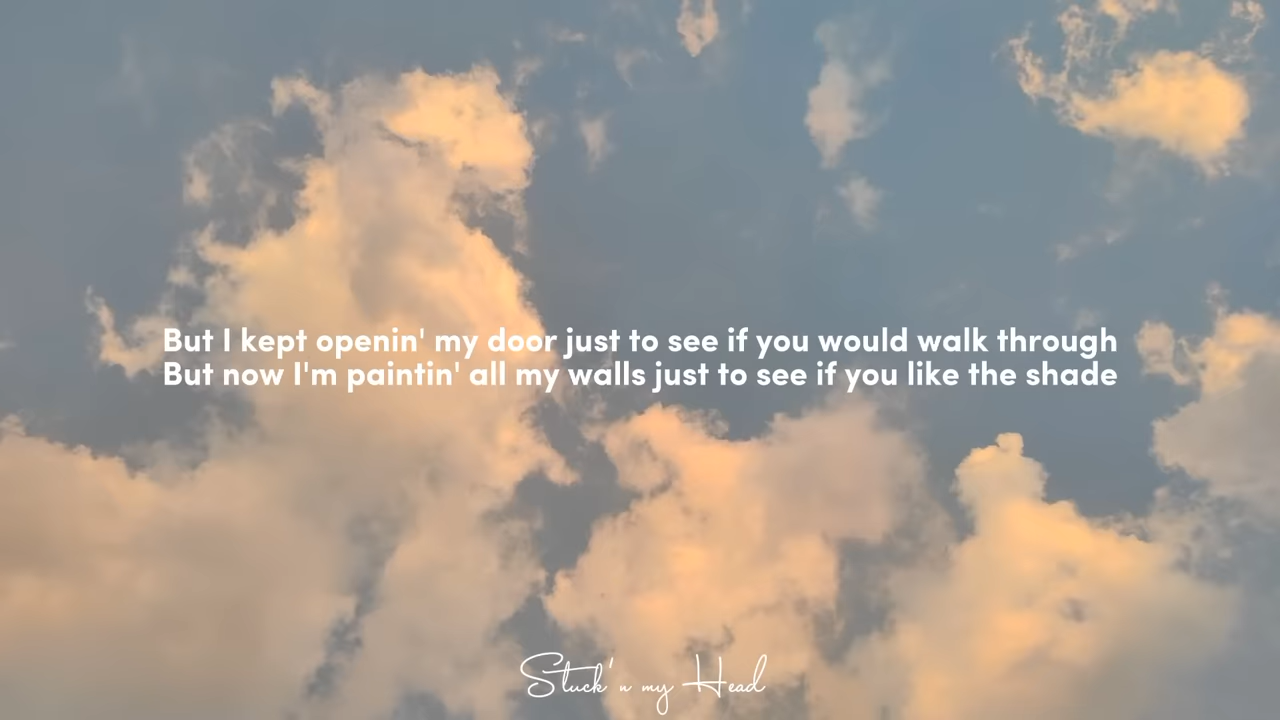 But I kept openin' my door just to see if you would walk through
But now I'm paintin' all my walls just to see if you like the shade
Stuck'n my Head